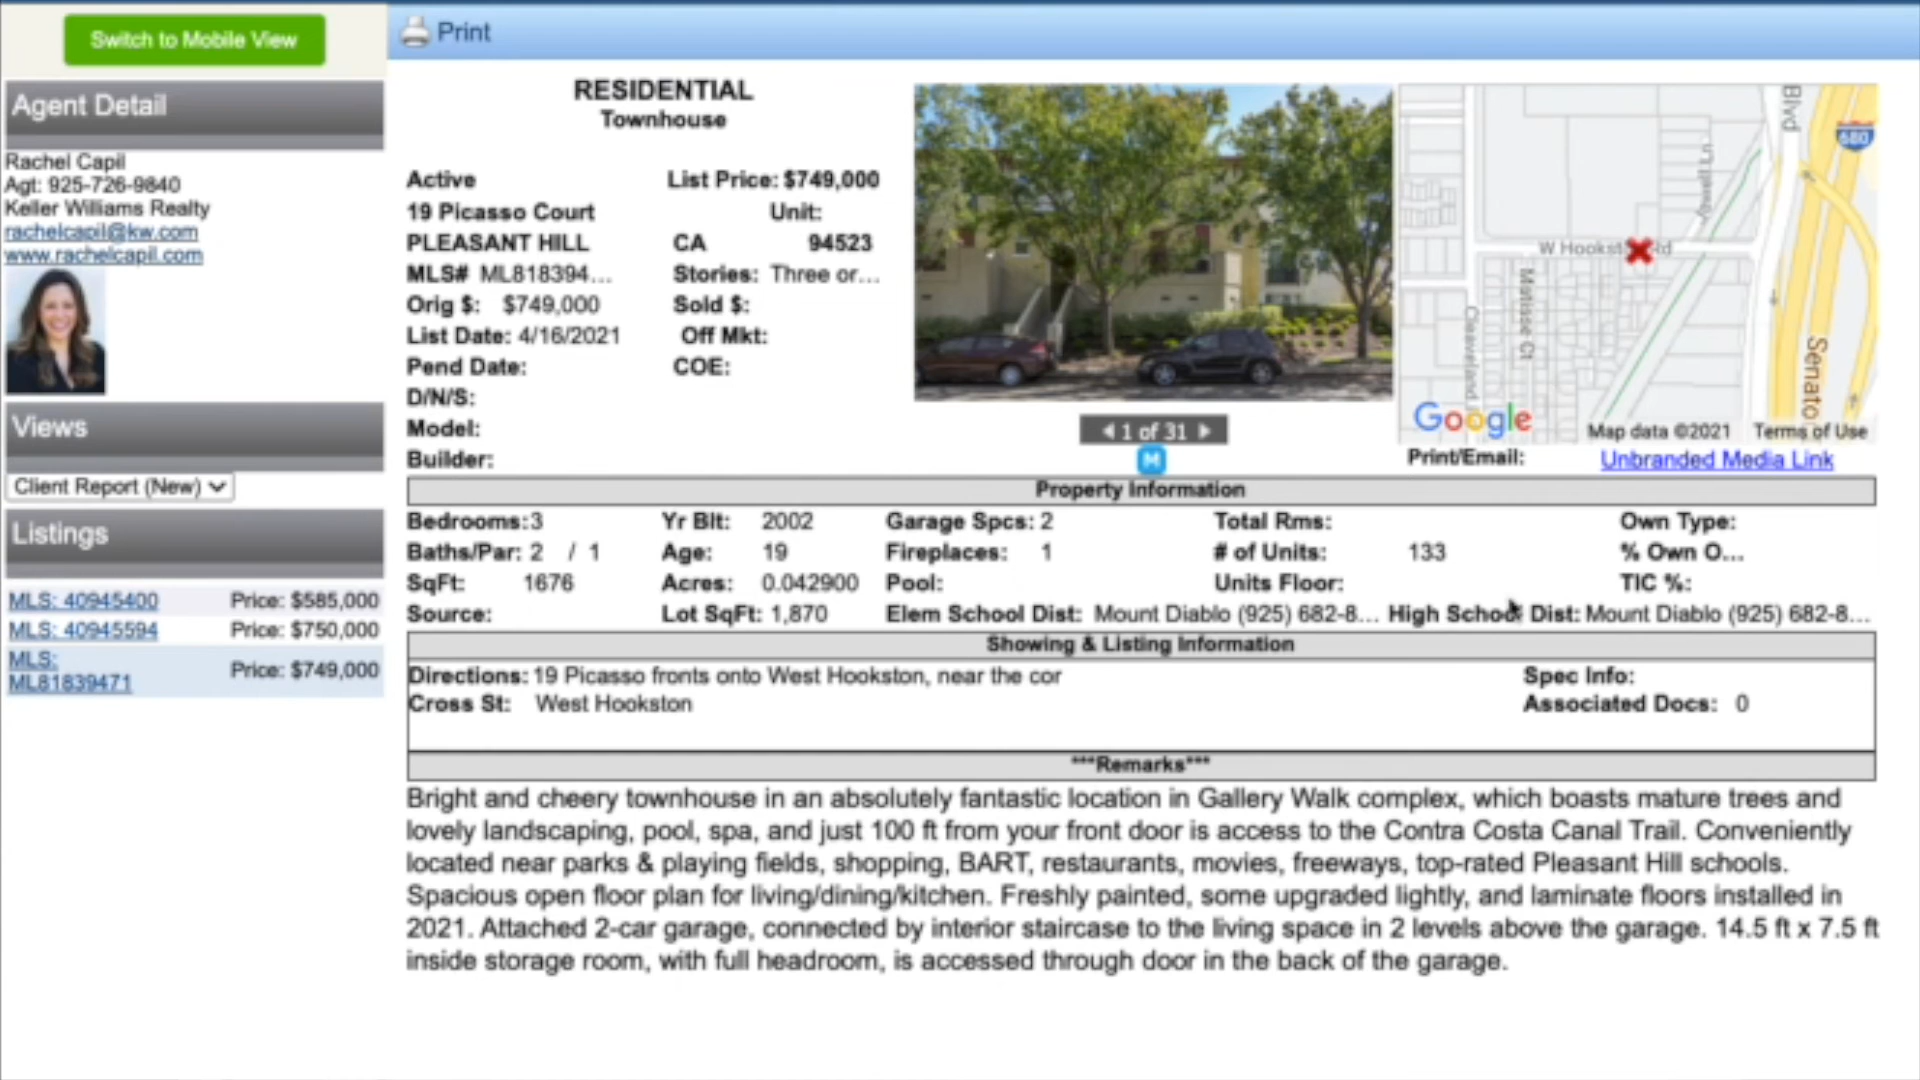 Switch to Mobile View
Print
Agent Detail
Rachel Capil
Agt: 925-726-9840
Keller Williams Realty
rachelcapil@kw.com
www.rachelcapil.com
Views
Client Report (New)
Listings
MLS: 40945400 Price: $585,000
MLS: 40945594 Price: $750,000
MLS:
ML81839471 Price: $749,000
RESIDENTIAL
Townhouse
Active List Price: $749,000
19 Picasso Court Unit:
PLEASANT HILL CA 94523
MLS# ML818394... Stories: Three or...
Orig $: $749,000 Sold $:
List Date: 4/16/2021 Off Mkt:
Pend Date: COE:
D/N/S:
Model:
Builder:
1 of 31
M
Blvd
680
W Hookst Rd
Matisse Ct
Cleaveland
Senator
Google
Map data ©2021 Terms of Use
Print/Email: Unbranded Media Link
Property Information
Bedrooms: 3 Yr Blt: 2002 Garage Spcs: 2 Total Rms: Own Type:
Baths/Par: 2 / 1 Age: 19 Fireplaces: 1 # of Units: 133 % Own O...
SqFt: 1676 Acres: 0.042900 Pool: Units Floor: TIC %:
Source: Lot SqFt: 1,870 Elem School Dist: Mount Diablo (925) 682-8... High School Dist: Mount Diablo (925) 682-8...
Showing & Listing Information
Directions: 19 Picasso fronts onto West Hookston, near the cor Spec Info:
Cross St: West Hookston Associated Docs: 0
***Remarks***
Bright and cheery townhouse in an absolutely fantastic location in Gallery Walk complex, which boasts mature trees and
lovely landscaping, pool, spa, and just 100 ft from your front door is access to the Contra Costa Canal Trail. Conveniently
located near parks & playing fields, shopping, BART, restaurants, movies, freeways, top-rated Pleasant Hill schools.
Spacious open floor plan for living/dining/kitchen. Freshly painted, some upgraded lightly, and laminate floors installed in
2021. Attached 2-car garage, connected by interior staircase to the living space in 2 levels above the garage. 14.5 ft x 7.5 ft
inside storage room, with full headroom, is accessed through door in the back of the garage.